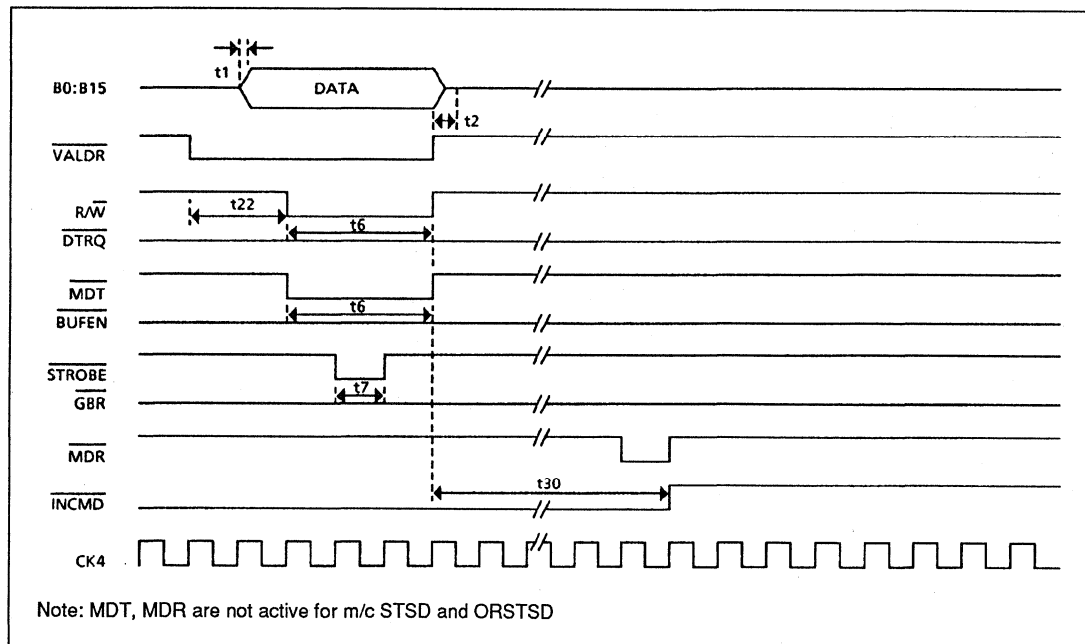 t1
B0:B15
DATA
//
t2
VALDR
//
R/W
t22
//
DTRQ
t6
//
MDT
//
BUFEN
t6
//
STROBE
//
GBR
t7
//
MDR
//
INCMD
t30
//
CK4
//
Note: MDT, MDR are not active for m/c STSD and ORSTSD